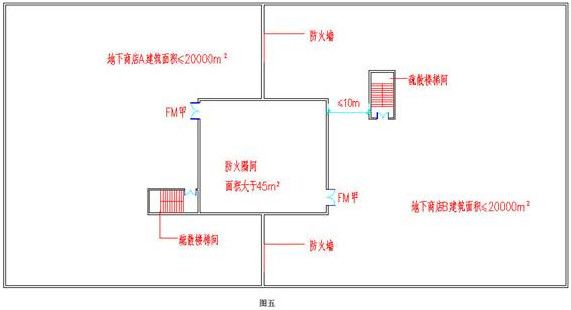 防火墙
地下商店A建筑面积≤20000m²
疏散楼梯间
≤10m
FM甲
防火隔间
面积大于45m²
FM甲
地下商店B建筑面积≤20000m²
疏散楼梯间
防火墙
图五